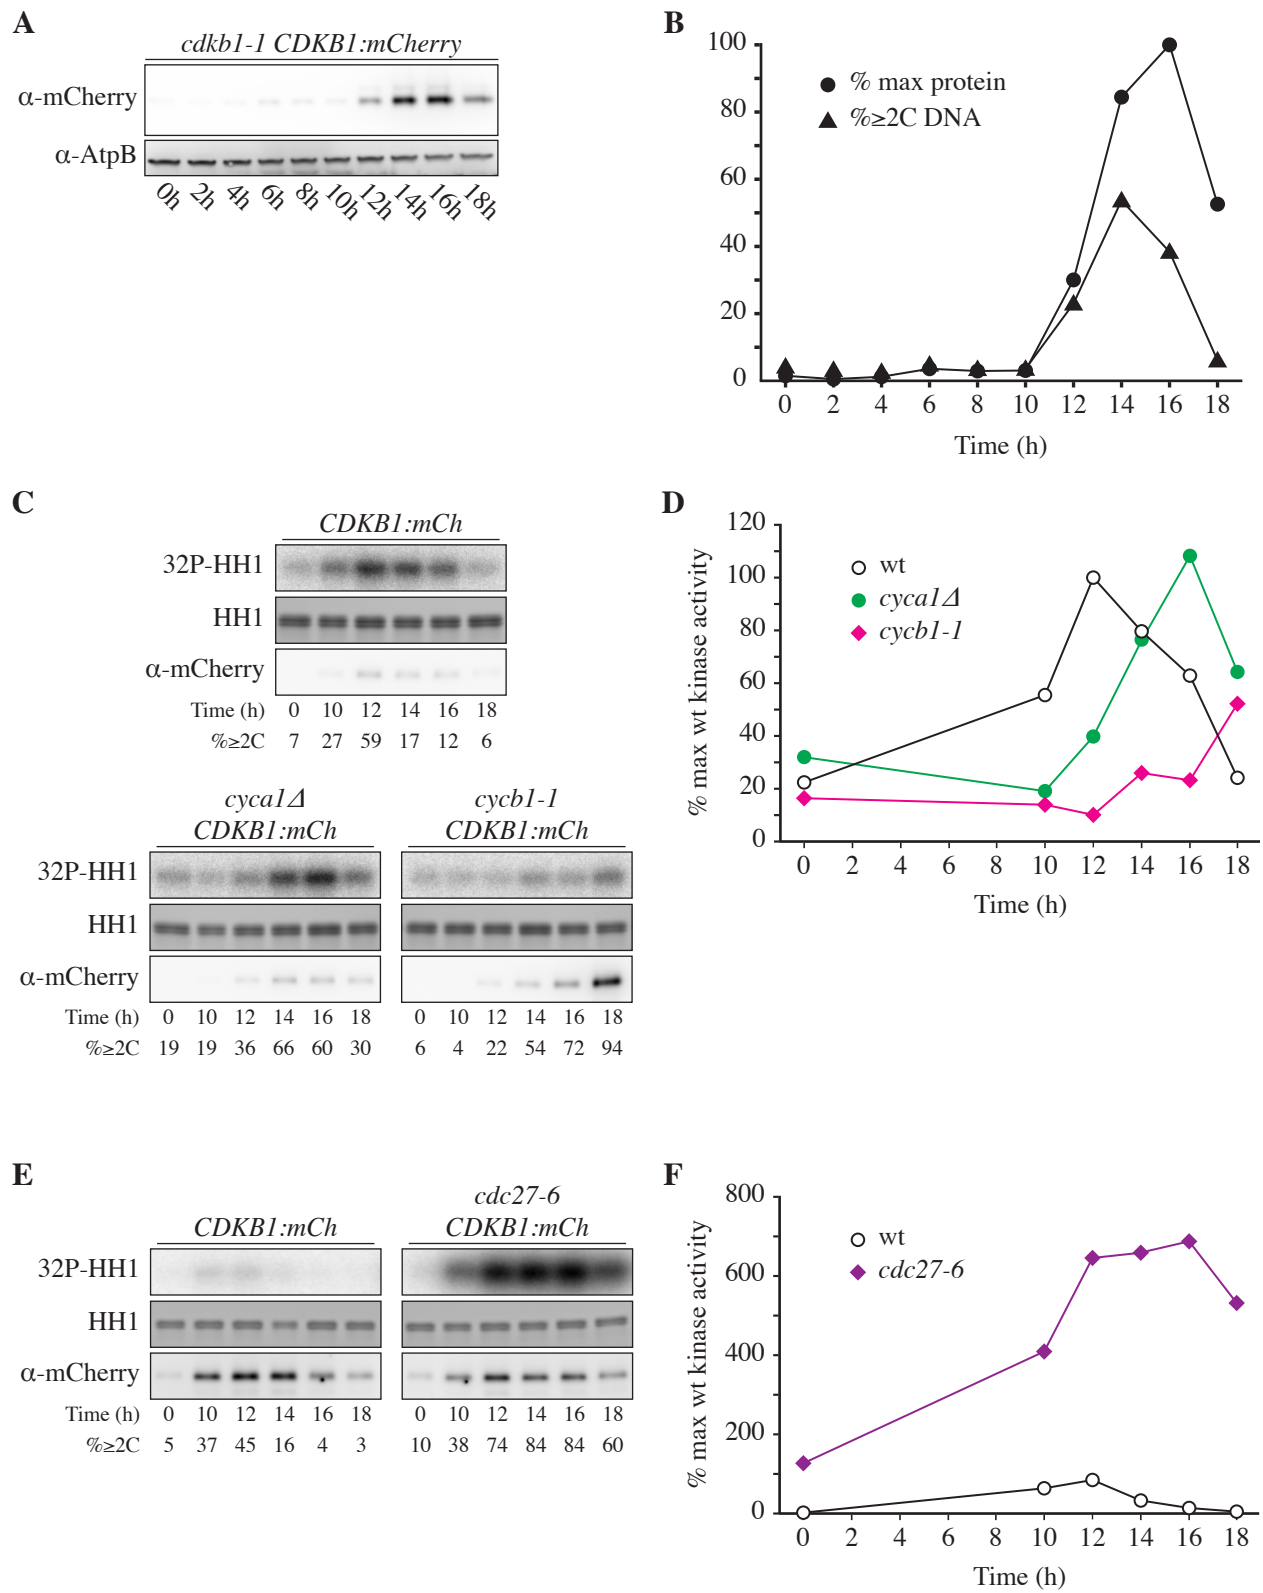 A
cdkb1-1 CDKB1:mCherry
α-mCherry
α-AtpB
0h 2h 4h 6h 8h 10h 12h 14h 16h 18h
B
100
80
60
40
20
0
% max protein
%≥2C DNA
0 2 4 6 8 10 12 14 16 18
Time (h)
C
CDKB1:mCh
32P-HH1
HH1
α-mCherry
Time (h) 0 10 12 14 16 18
%≥2C 7 27 59 17 12 6
cyca1Δ cycb1-1
CDKB1:mCh CDKB1:mCh
32P-HH1
HH1
α-mCherry
Time (h) 0 10 12 14 16 18 0 10 12 14 16 18
%≥2C 19 19 36 66 60 30 6 4 22 54 72 94
D
% max wt kinase activity
120
100
80
60
40
20
0
wt
cyca1Δ
cycb1-1
0 2 4 6 8 10 12 14 16 18
Time (h)
E
cdc27-6
CDKB1:mCh CDKB1:mCh
32P-HH1
HH1
α-mCherry
Time (h) 0 10 12 14 16 18 0 10 12 14 16 18
%≥2C 5 37 45 16 4 3 10 38 74 84 84 60
F
% max wt kinase activity
800
600
400
200
0
wt
cdc27-6
0 2 4 6 8 10 12 14 16 18
Time (h)